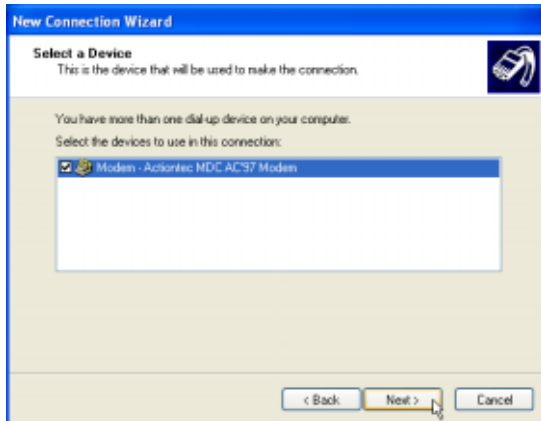 New Connection Wizard
Select a Device
This is the device that will be used to make the connection.
You have more than one dial-up device on your computer.
Select the devices to use in this connection:
Modem - Actiontec MDC AC'97 Modem
< Back Next > Cancel